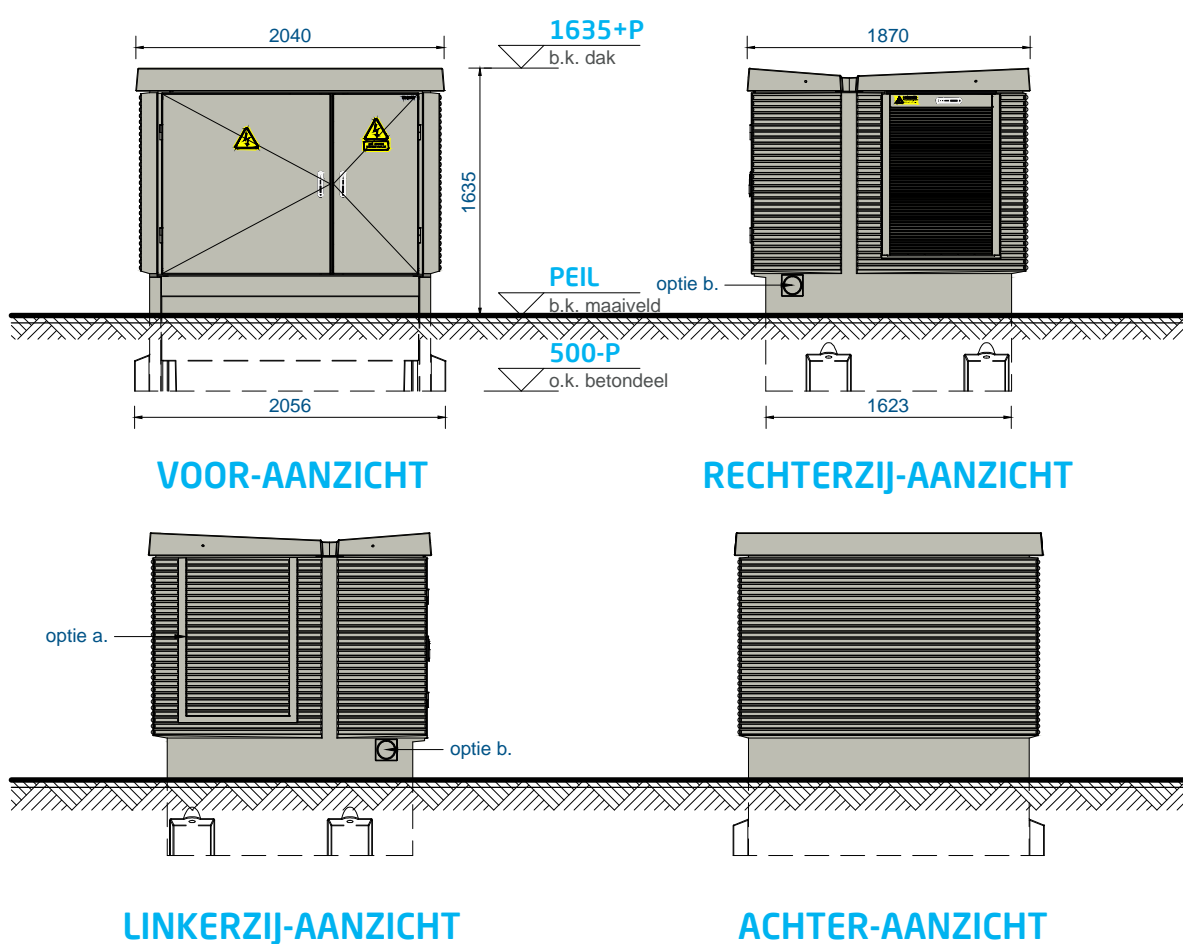 2040
1635+P
b.k. dak
1870
1635
PEIL
b.k. maaiveld
optie b.
500-P
o.k. betondeel
2056
1623
VOOR-AANZICHT
RECHTERZIJ-AANZICHT
optie a.
optie b.
LINKERZIJ-AANZICHT
ACHTER-AANZICHT